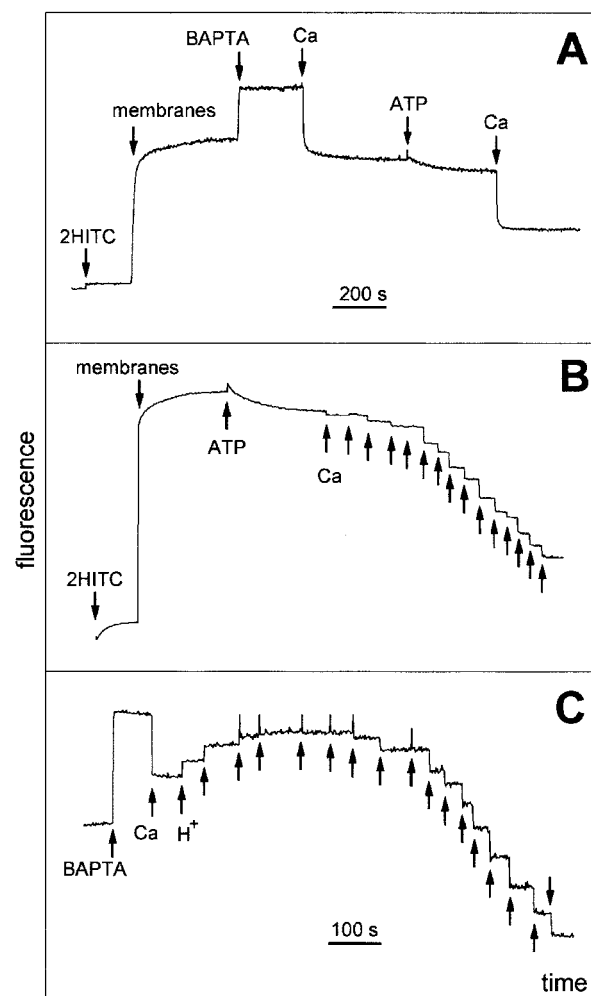 A
BAPTA
Ca
membranes
ATP
Ca
2HITC
200 s
B
membranes
ATP
Ca
2HITC
fluorescence
C
Ca
H+
BAPTA
100 s
time